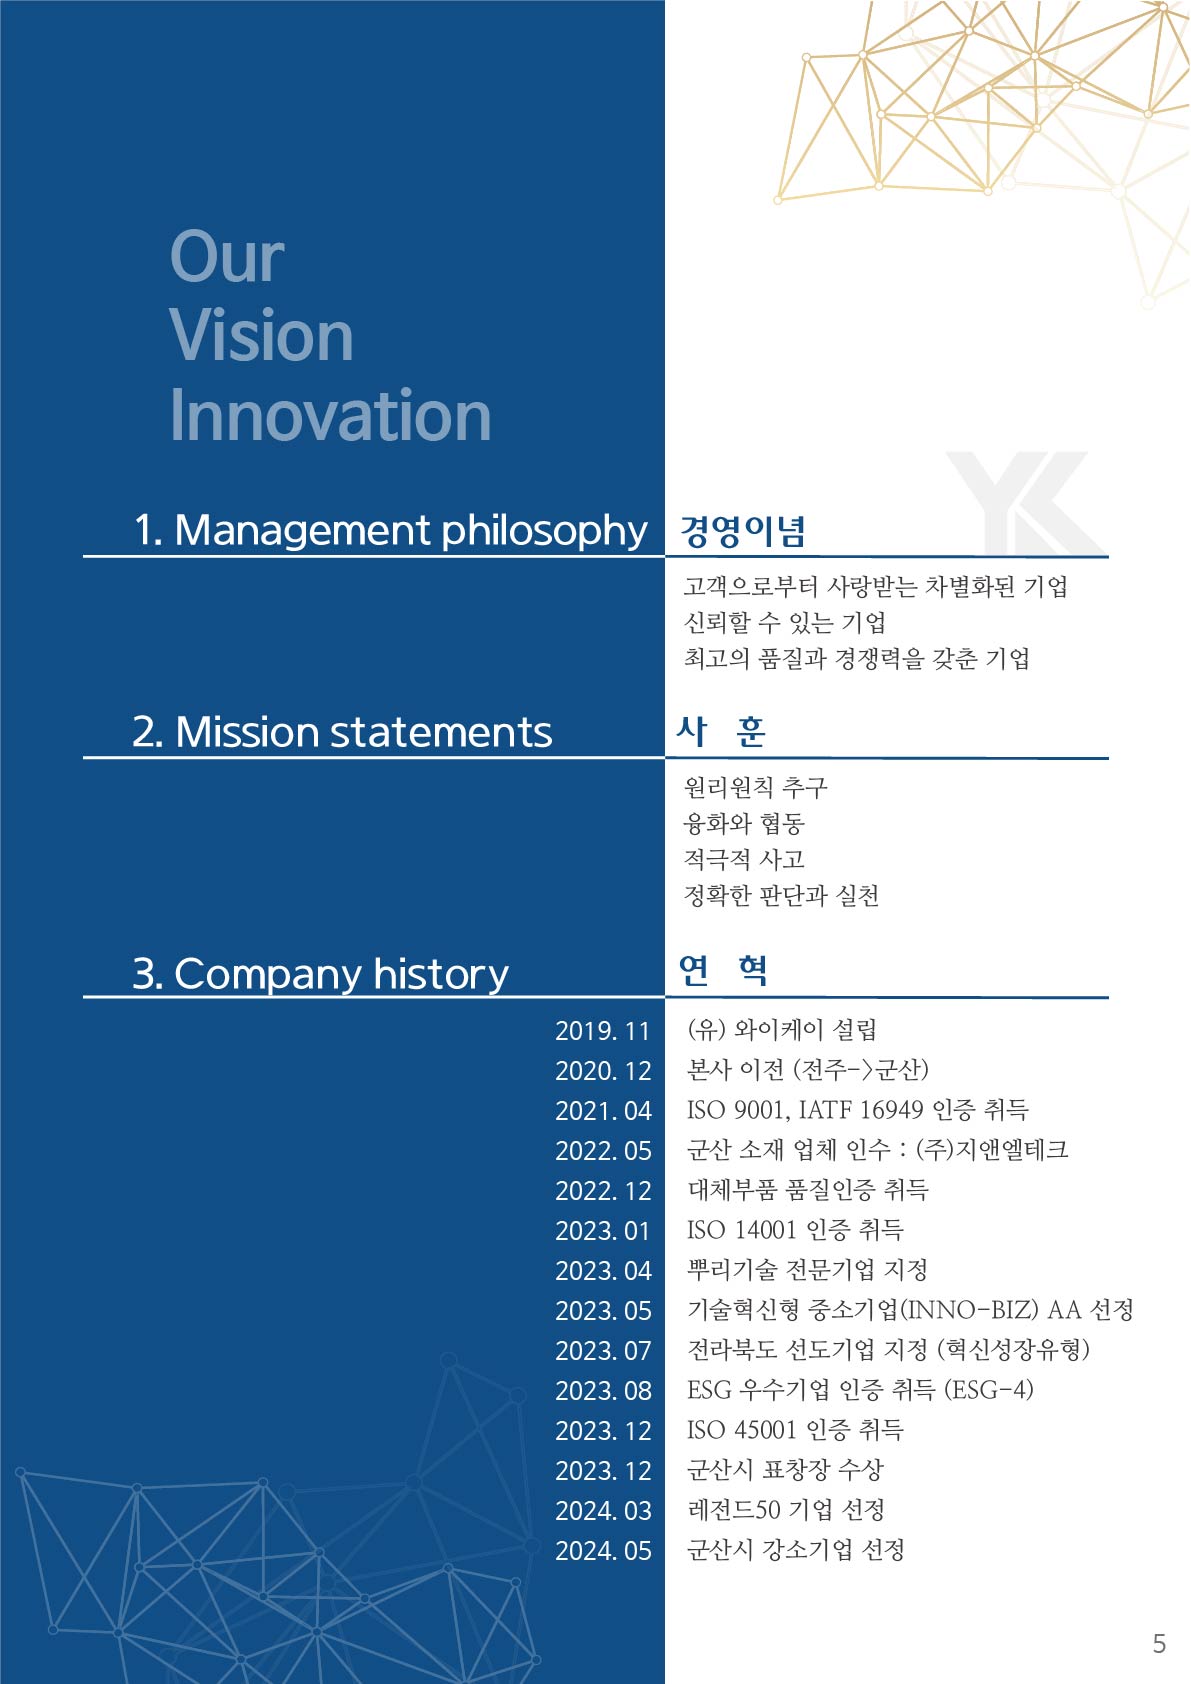 Our
Vision
Innovation
YK
1. Management philosophy 경영이념
고객으로부터 사랑받는 차별화된 기업
신뢰할 수 있는 기업
최고의 품질과 경쟁력을 갖춘 기업
2. Mission statements 사 훈
원리원칙 추구
융화와 협동
적극적 사고
정확한 판단과 실천
3. Company history 연 혁
2019. 11 (유) 와이케이 설립
2020. 12 본사 이전 (전주->군산)
2021. 04 ISO 9001, IATF 16949 인증 취득
2022. 05 군산 소재 업체 인수 : (주)지앤엘테크
2022. 12 대체부품 품질인증 취득
2023. 01 ISO 14001 인증 취득
2023. 04 뿌리기술 전문기업 지정
2023. 05 기술혁신형 중소기업(INNO-BIZ) AA 선정
2023. 07 전라북도 선도기업 지정 (혁신성장유형)
2023. 08 ESG 우수기업 인증 취득 (ESG-4)
2023. 12 ISO 45001 인증 취득
2023. 12 군산시 표창장 수상
2024. 03 레전드50 기업 선정
2024. 05 군산시 강소기업 선정
5